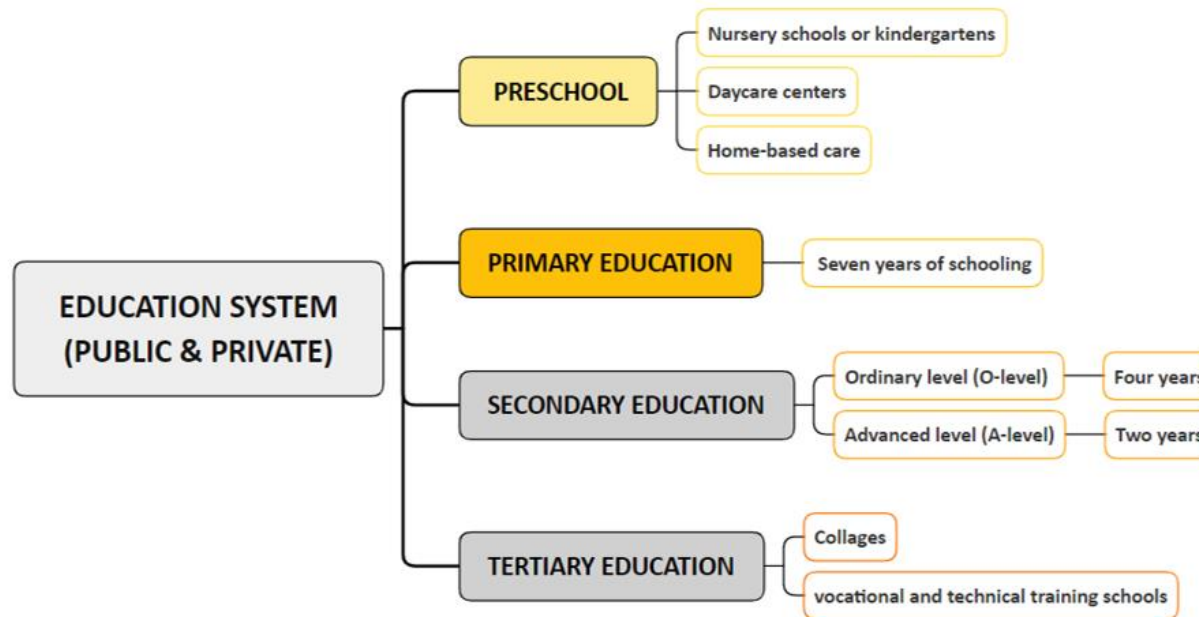 Nursery schools or kindergartens
PRESCHOOL
Daycare centers
Home-based care
PRIMARY EDUCATION
Seven years of schooling
EDUCATION SYSTEM
(PUBLIC & PRIVATE)
SECONDARY EDUCATION
Ordinary level (O-level)
Four years
Advanced level (A-level)
Two years
TERTIARY EDUCATION
Collages
vocational and technical training schools